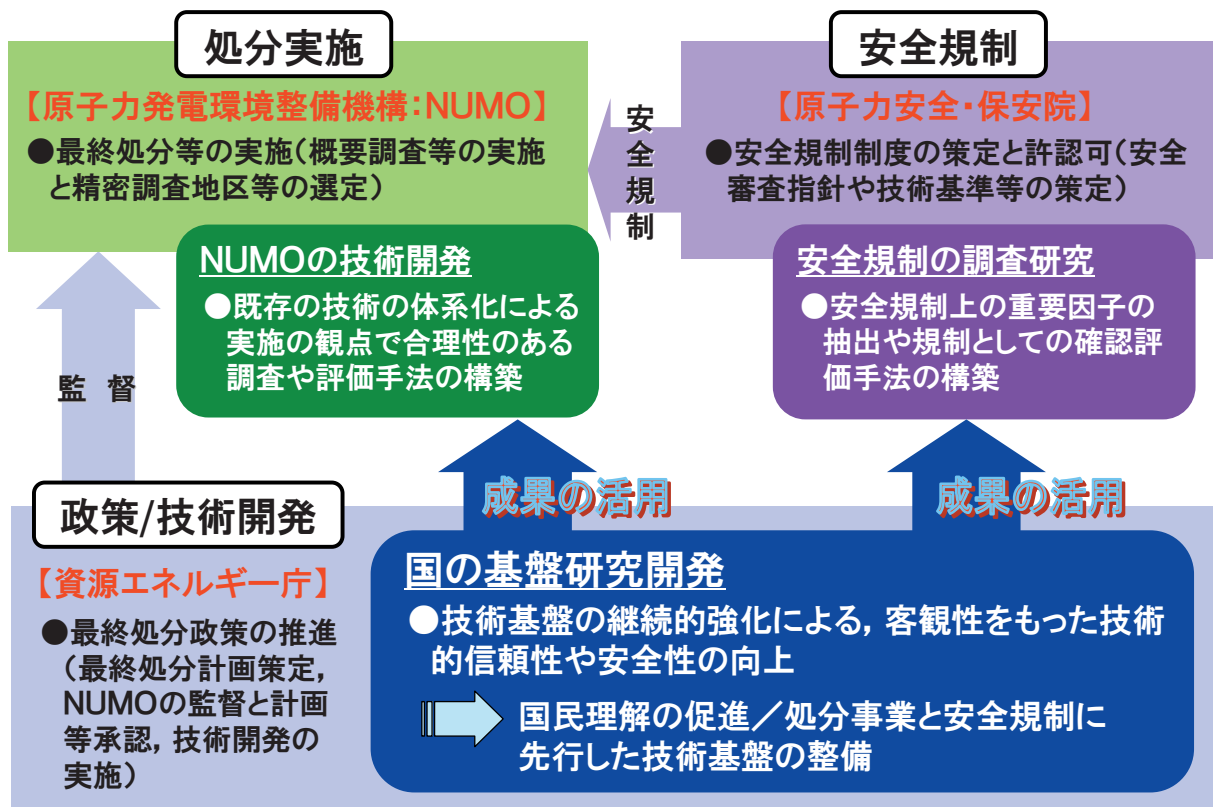 処分実施
【原子力発電環境整備機構：NUMO】
●最終処分等の実施（概要調査等の実施
と精密調査地区等の選定）
NUMOの技術開発
●既存の技術の体系化による
実施の観点で合理性のある
調査や評価手法の構築
安全規制
安全規制
【原子力安全・保安院】
●安全規制制度の策定と許認可（安全
審査指針や技術基準等の策定）
安全規制の調査研究
●安全規制上の重要因子の
抽出や規制としての確認評
価手法の構築
監 督
成果の活用
成果の活用
政策/技術開発
【資源エネルギー庁】
●最終処分政策の推進
（最終処分計画策定,
NUMOの監督と計画
等承認, 技術開発の
実施）
国の基盤研究開発
●技術基盤の継続的強化による, 客観性をもった技術
的信頼性や安全性の向上
国民理解の促進／処分事業と安全規制に
先行した技術基盤の整備